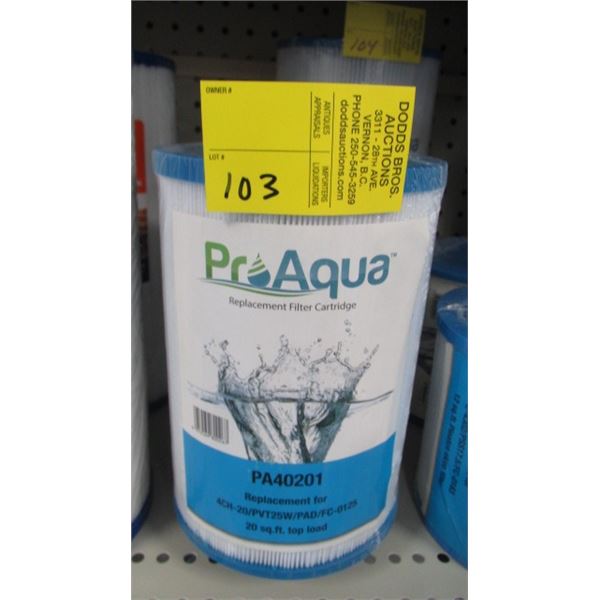 104
OWNER #
LOT #
103
ANTIQUES
APPRAISALS
IMPORTERS
LIQUIDATIONS
DODDS BROS.
AUCTIONS
3311 - 28TH AVE.
VERNON, B.C.
PHONE 250-545-3259
doddsauctions.com
ProAqua™
Replacement Filter Cartridge
PA40201
Replacement for
4CH-20/PVT25W/PAD/FC-0125
20 sq.ft. top load